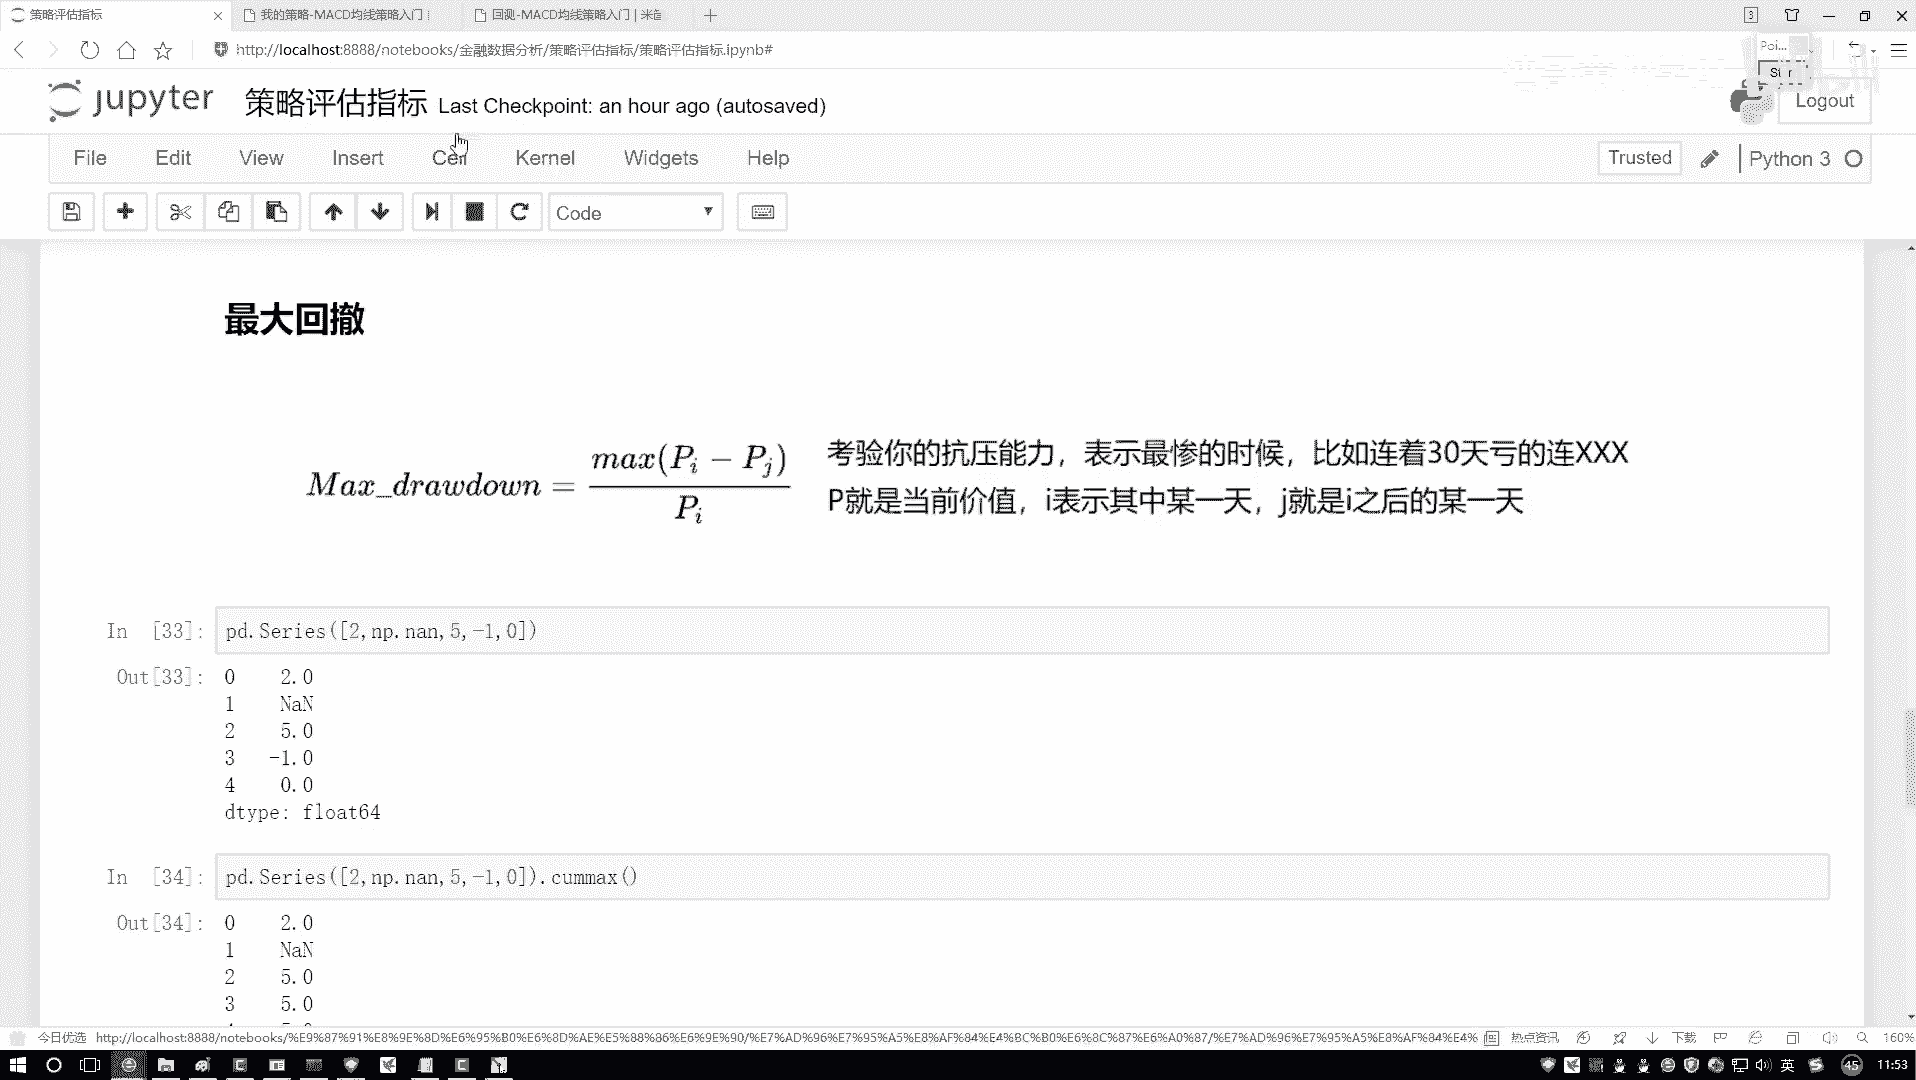 策略评估指标
我的策略-MACD均线策略入门 |
回测-MACD均线策略入门 | 米筐
3
http://localhost:8888/notebooks/金融数据分析/策略评估指标/策略评估指标.ipynb#
Poi...
jupyter 策略评估指标 Last Checkpoint: an hour ago (autosaved)
Logout
File Edit View Insert Cell Kernel Widgets Help
Trusted Python 3
Code
最大回撤
Max_drawdown = max(P_i − P_j) / P_i
考验你的抗压能力，表示最惨的时候，比如连着30天亏的连XXX
P就是当前价值，i表示其中某一天，j就是i之后的某一天
In [33]: pd.Series([2,np.nan,5,-1,0])
Out[33]: 0 2.0
1 NaN
2 5.0
3 -1.0
4 0.0
dtype: float64
In [34]: pd.Series([2,np.nan,5,-1,0]).cummax()
Out[34]: 0 2.0
1 NaN
2 5.0
3 5.0
今日优选 http://localhost:8888/notebooks/%E9%87%91%E8%9E%8D%E6%95%B0%E6%8D%AE%E5%88%86%E6%9E%90/%E7%AD%96%E7%95%A5%E8%AF%84%E4%BC%B0%E6%8C%87%E6%A0%87/%E7%AD%96%E7%95%A5%E8%AF%84%E4% 热点资讯 下载 160%
英 45 11:53